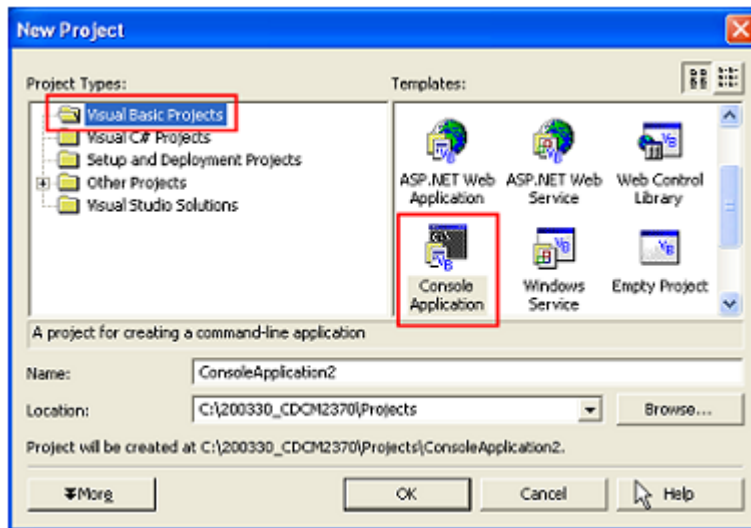 New Project
Project Types:
Templates:
Visual Basic Projects
Visual C# Projects
Setup and Deployment Projects
Other Projects
Visual Studio Solutions
ASP.NET Web Application
ASP.NET Web Service
Web Control Library
Console Application
Windows Service
Empty Project
A project for creating a command-line application
Name:
ConsoleApplication2
Location:
C:\200330_CDCM2370\Projects
Browse...
Project will be created at C:\200330_CDCM2370\Projects\ConsoleApplication2.
More
OK
Cancel
Help